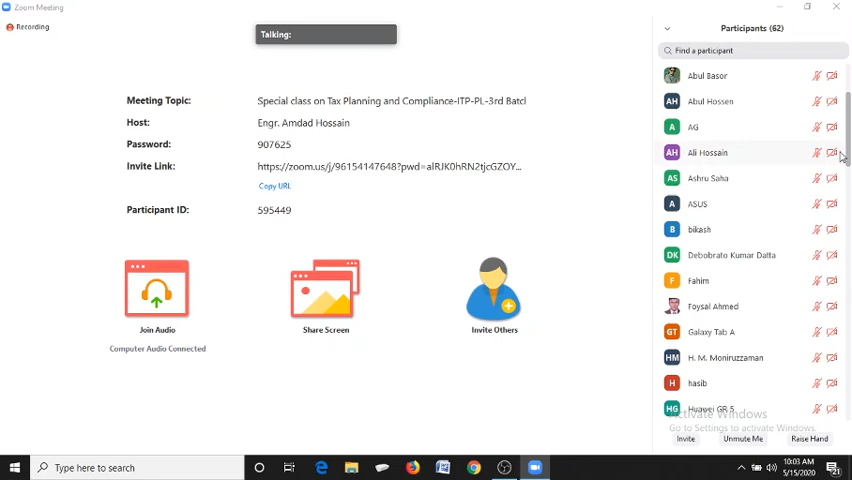 Zoom Meeting
Recording
Talking:
Participants (62)
Find a participant
Meeting Topic: Special class on Tax Planning and Compliance-ITP-PL-3rd Batcl
Host: Engr. Amdad Hossain
Password: 907625
Invite Link: https://zoom.us/j/96154147648?pwd=alRJK0hRN2tjcGZOY...
Copy URL
Participant ID: 595449
Join Audio
Computer Audio Connected
Share Screen
Invite Others
Abul Basor
AH Abul Hossen
A AG
AH Ali Hossain
AS Ashru Saha
A ASUS
B bikash
DK Debobrato Kumar Datta
F Fahim
Foysal Ahmed
GT Galaxy Tab A
HM H. M. Moniruzzaman
H hasib
HG Huawei GR 5
Activate Windows
Go to Settings to activate Windows.
Invite
Unmute Me
Raise Hand
Type here to search
10:03 AM
5/15/2020
21